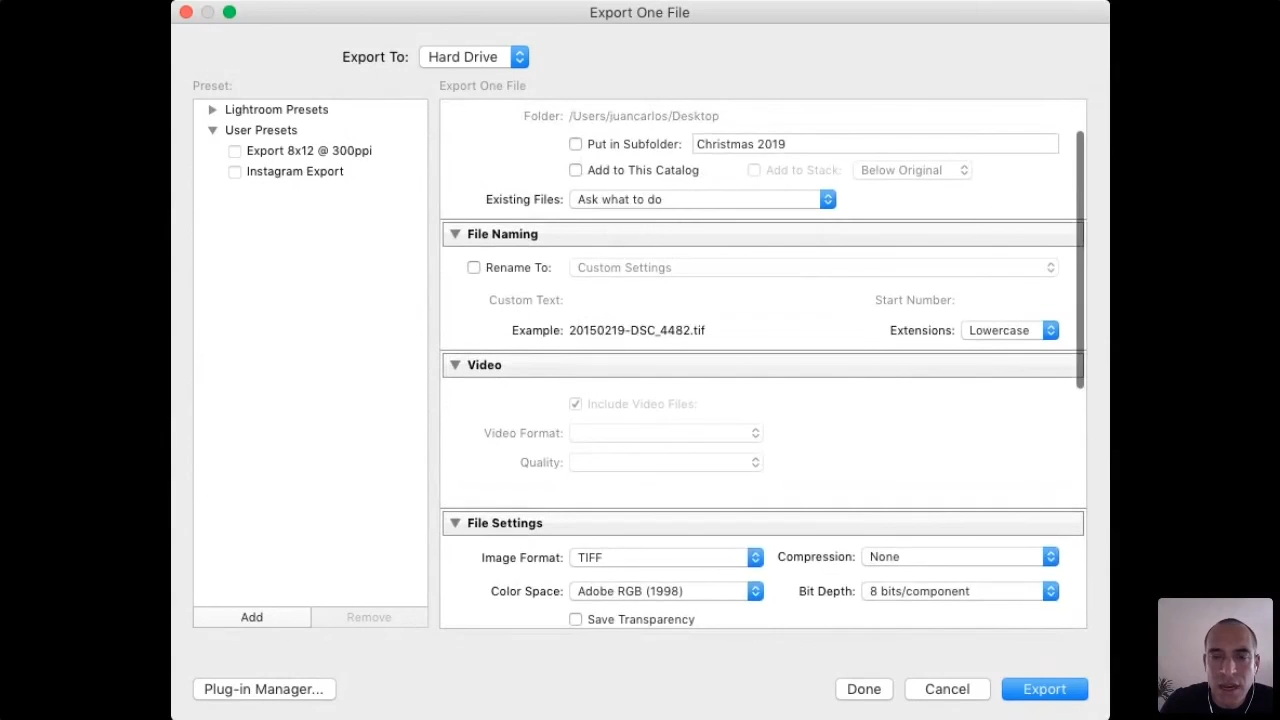 Export One File
Export To: Hard Drive
Preset:
Lightroom Presets
User Presets
Export 8x12 @ 300ppi
Instagram Export
Add Remove
Export One File
Folder: /Users/juancarlos/Desktop
Put in Subfolder: Christmas 2019
Add to This Catalog Add to Stack: Below Original
Existing Files: Ask what to do
File Naming
Rename To: Custom Settings
Custom Text: Start Number:
Example: 20150219-DSC_4482.tif Extensions: Lowercase
Video
Include Video Files:
Video Format:
Quality:
File Settings
Image Format: TIFF Compression: None
Color Space: Adobe RGB (1998) Bit Depth: 8 bits/component
Save Transparency
Plug-in Manager... Done Cancel Export